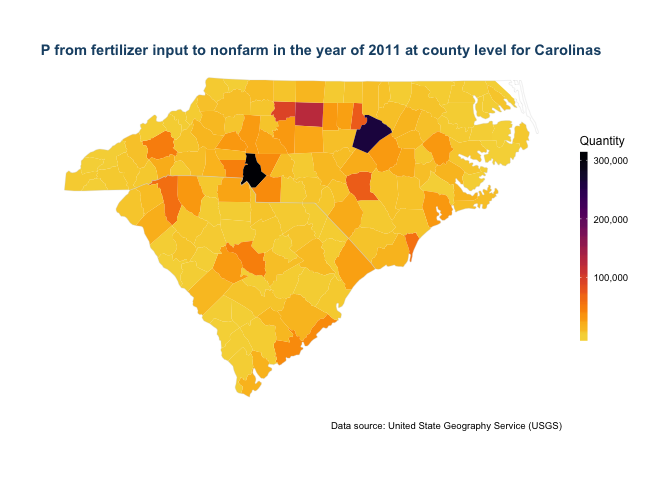 P from fertilizer input to nonfarm in the year of 2011 at county level for Carolinas
Quantity
300,000
200,000
100,000
Data source: United State Geography Service (USGS)